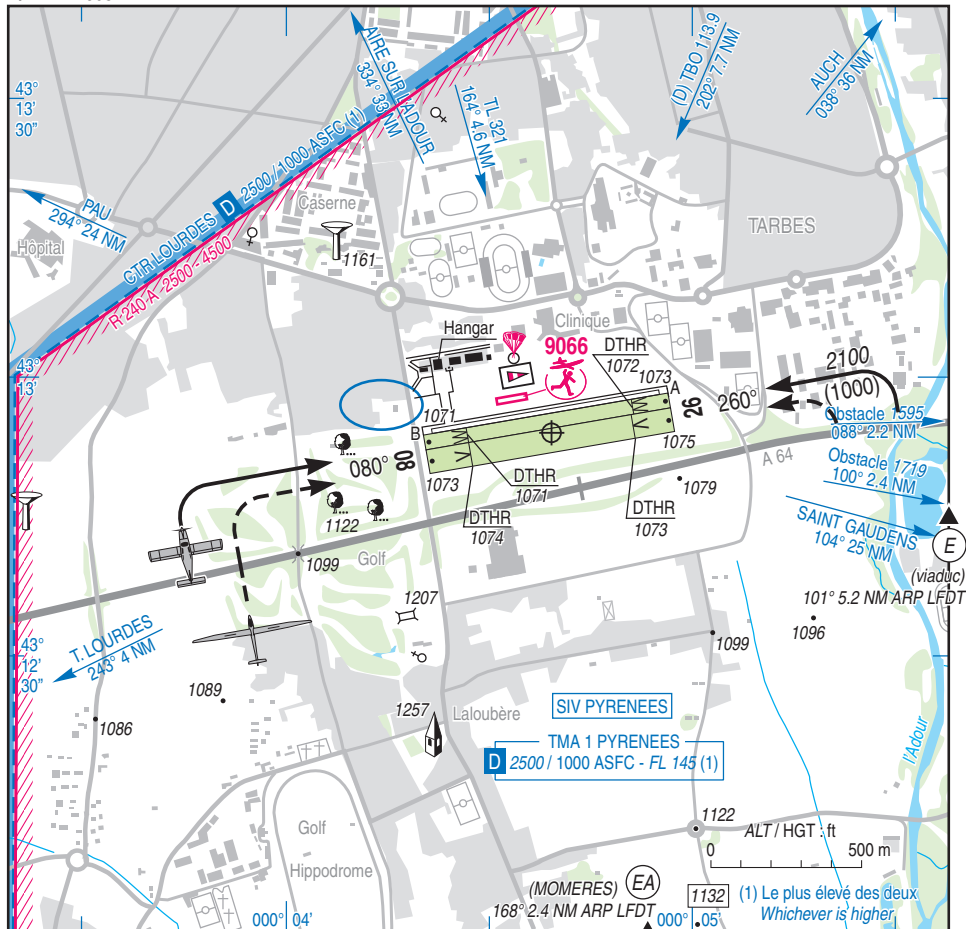 43°
13'
30"
AIRE SUR L'ADOUR
334° 33 NM
TL 321
164° 4.6 NM
(D) TBO 113.9
202° 7.7 NM
AUCH
038° 36 NM
CTR LOURDES D 2500 / 1000 ASFC (1)
R 240 A 2500 - 4500
PAU
294° 24 NM
Hôpital
Caserne
1161
TARBES
Clinique
Hangar
9066
DTHR
1072
1073
A
26
260°
2100
(1000)
43°
13'
1071
B
08
080°
1075
Obstacle 1595
088° 2.2 NM
A 64
Obstacle 1719
100° 2.4 NM
1073
DTHR
1071
DTHR
1074
DTHR
1073
1079
1122
SAINT GAUDENS
104° 25 NM
E
(viaduc)
101° 5.2 NM ARP LFDT
1099
Golf
1207
1099
1096
T. LOURDES
243° 4 NM
43°
12'
30"
1089
1086
1257
Laloubère
SIV PYRENEES
TMA 1 PYRENEES
D 2500 / 1000 ASFC - FL 145 (1)
l'Adour
1122
ALT / HGT : ft
0 500 m
Golf
Hippodrome
(MOMERES) EA
168° 2.4 NM ARP LFDT
1132
(1) Le plus élevé des deux
Whichever is higher
000° 04'
000° 05'